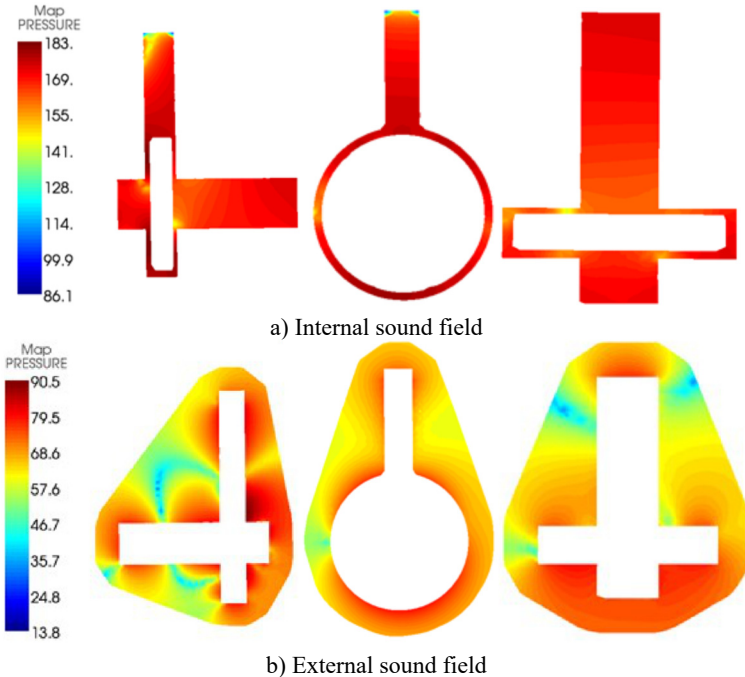 Map
PRESSURE
183.
169.
155.
141.
128.
114.
99.9
86.1
a) Internal sound field
Map
PRESSURE
90.5
79.5
68.6
57.6
46.7
35.7
24.8
13.8
b) External sound field